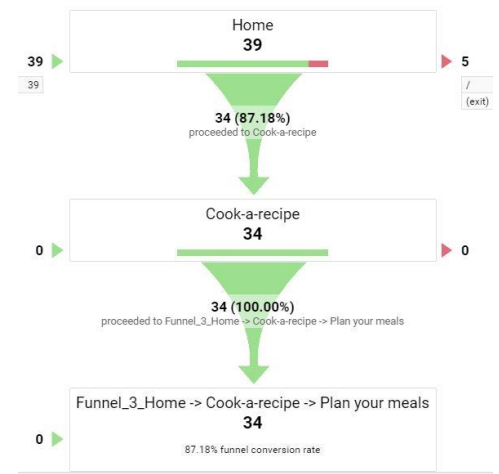 Home
39
39
5
39
/
(exit)
34 (87.18%)
proceeded to Cook-a-recipe
Cook-a-recipe
34
0
0
34 (100.00%)
proceeded to Funnel_3_Home -> Cook-a-recipe -> Plan your meals
Funnel_3_Home -> Cook-a-recipe -> Plan your meals
34
0
87.18% funnel conversion rate